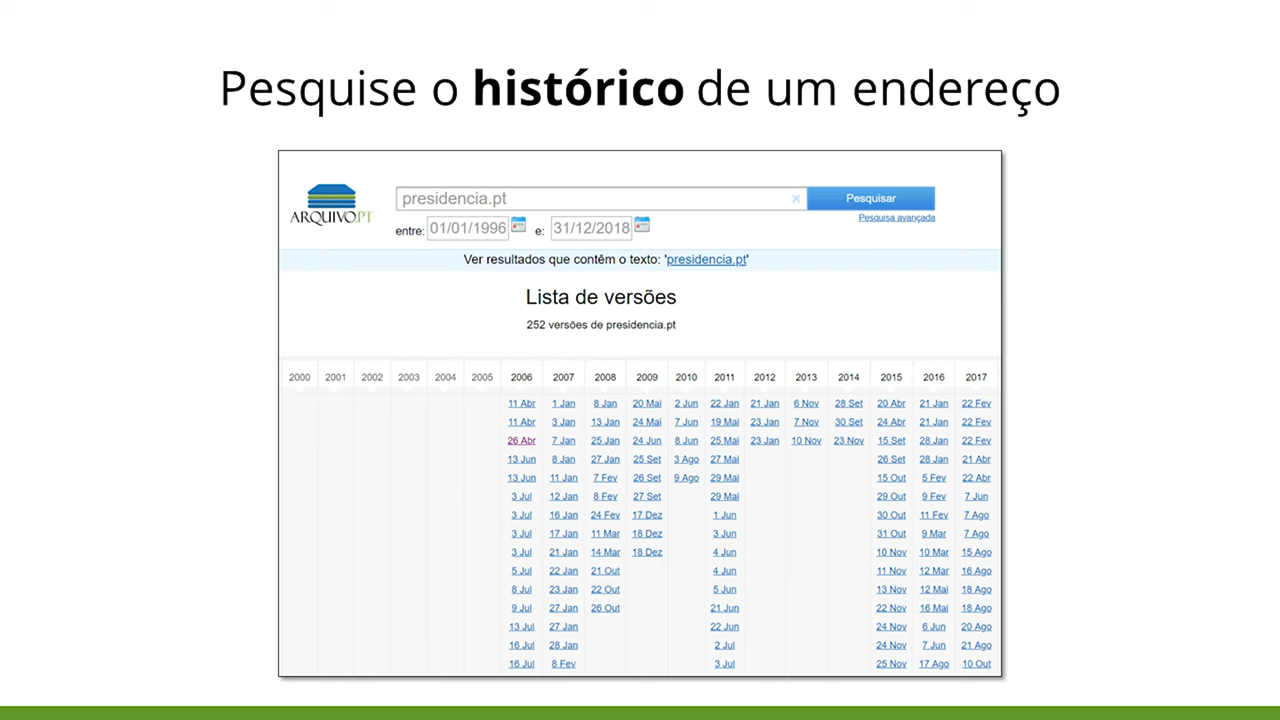 Pesquise o histórico de um endereço
ARQUIVO.PT
presidencia.pt × Pesquisar
Pesquisa avançada
entre: 01/01/1996 e: 31/12/2018
Ver resultados que contêm o texto: 'presidencia.pt'
Lista de versões
252 versões de presidencia.pt
2000 2001 2002 2003 2004 2005 2006 2007 2008 2009 2010 2011 2012 2013 2014 2015 2016 2017
11 Abr 1 Jan 8 Jan 20 Mai 2 Jun 22 Jan 21 Jan 6 Nov 28 Set 20 Abr 21 Jan 22 Fev
11 Abr 3 Jan 13 Jan 24 Mai 7 Jun 19 Mai 23 Jan 7 Nov 30 Set 24 Abr 21 Jan 22 Fev
26 Abr 7 Jan 25 Jan 24 Jun 8 Jun 25 Mai 23 Jan 10 Nov 23 Nov 15 Set 28 Jan 22 Fev
13 Jun 8 Jan 27 Jan 25 Set 3 Ago 27 Mai 26 Set 28 Jan 21 Abr
13 Jun 11 Jan 7 Fev 26 Set 9 Ago 29 Mai 15 Out 5 Fev 22 Abr
3 Jul 12 Jan 8 Fev 27 Set 29 Mai 29 Out 9 Fev 7 Jun
3 Jul 16 Jan 24 Fev 17 Dez 1 Jun 30 Out 11 Fev 7 Ago
3 Jul 17 Jan 11 Mar 18 Dez 3 Jun 31 Out 9 Mar 7 Ago
3 Jul 21 Jan 14 Mar 18 Dez 4 Jun 10 Nov 10 Mar 15 Ago
5 Jul 22 Jan 21 Out 4 Jun 11 Nov 12 Mar 16 Ago
8 Jul 23 Jan 22 Out 5 Jun 13 Nov 12 Mai 18 Ago
9 Jul 27 Jan 26 Out 21 Jun 22 Nov 16 Mai 18 Ago
13 Jul 27 Jan 22 Jun 24 Nov 6 Jun 20 Ago
16 Jul 28 Jan 2 Jul 24 Nov 7 Jun 21 Ago
16 Jul 8 Fev 3 Jul 25 Nov 17 Ago 10 Out